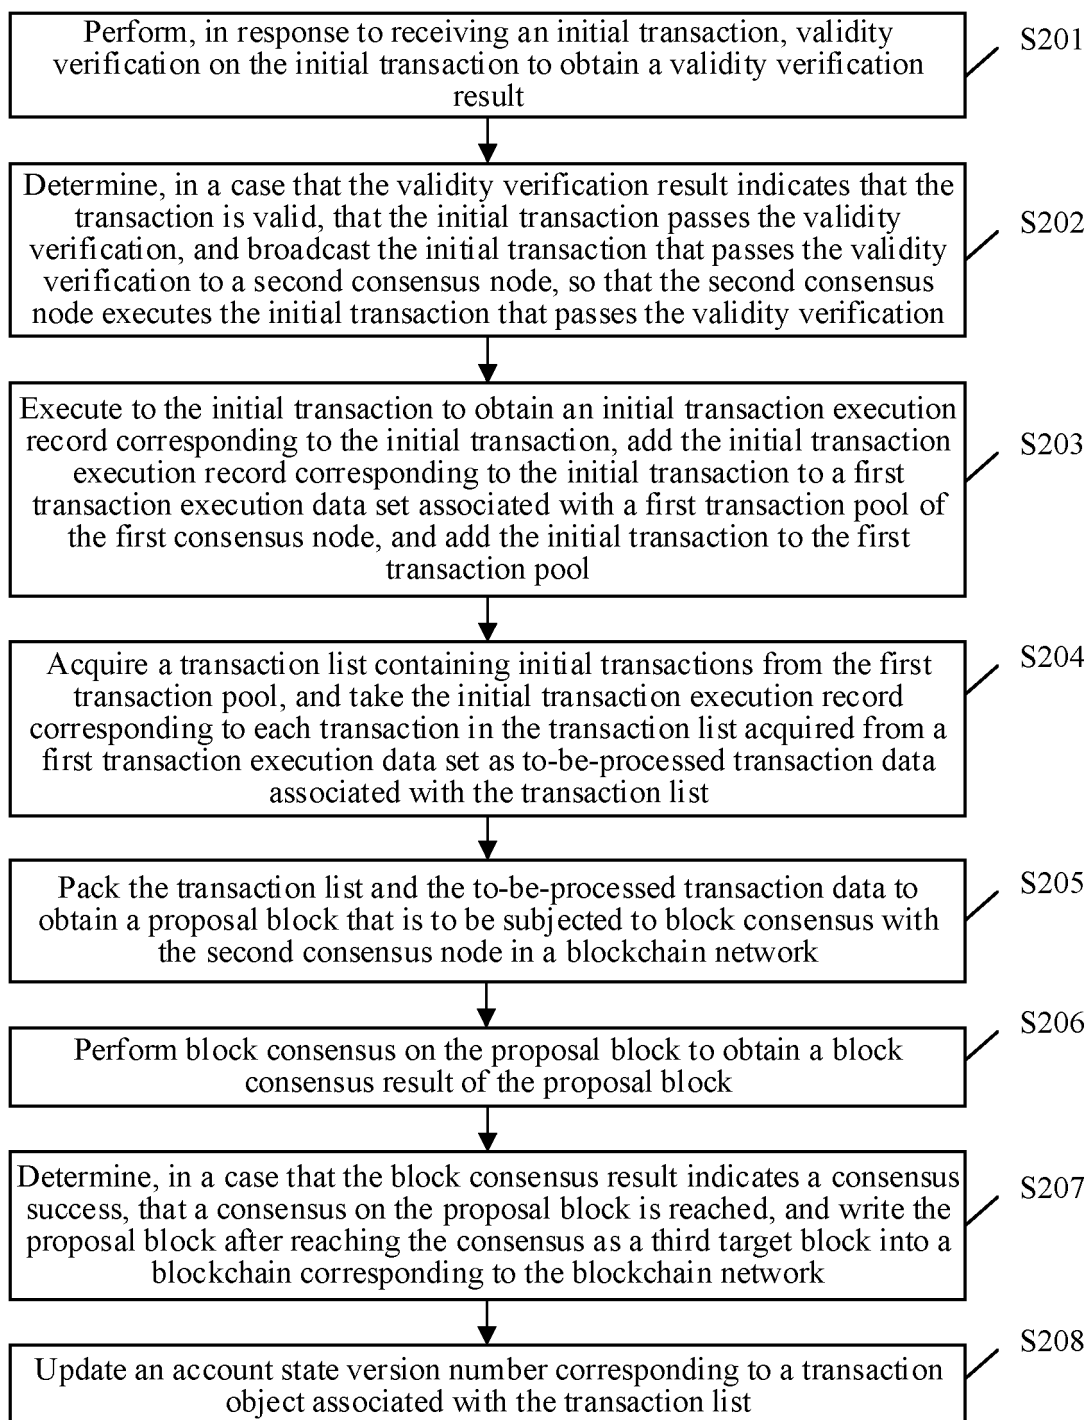 Perform, in response to receiving an initial transaction, validity
verification on the initial transaction to obtain a validity verification
result
S201
Determine, in a case that the validity verification result indicates that the
transaction is valid, that the initial transaction passes the validity
verification, and broadcast the initial transaction that passes the validity
verification to a second consensus node, so that the second consensus
node executes the initial transaction that passes the validity verification
S202
Execute to the initial transaction to obtain an initial transaction execution
record corresponding to the initial transaction, add the initial transaction
execution record corresponding to the initial transaction to a first
transaction execution data set associated with a first transaction pool of
the first consensus node, and add the initial transaction to the first
transaction pool
S203
Acquire a transaction list containing initial transactions from the first
transaction pool, and take the initial transaction execution record
corresponding to each transaction in the transaction list acquired from a
first transaction execution data set as to-be-processed transaction data
associated with the transaction list
S204
Pack the transaction list and the to-be-processed transaction data to
obtain a proposal block that is to be subjected to block consensus with
the second consensus node in a blockchain network
S205
Perform block consensus on the proposal block to obtain a block
consensus result of the proposal block
S206
Determine, in a case that the block consensus result indicates a consensus
success, that a consensus on the proposal block is reached, and write the
proposal block after reaching the consensus as a third target block into a
blockchain corresponding to the blockchain network
S207
Update an account state version number corresponding to a transaction
object associated with the transaction list
S208